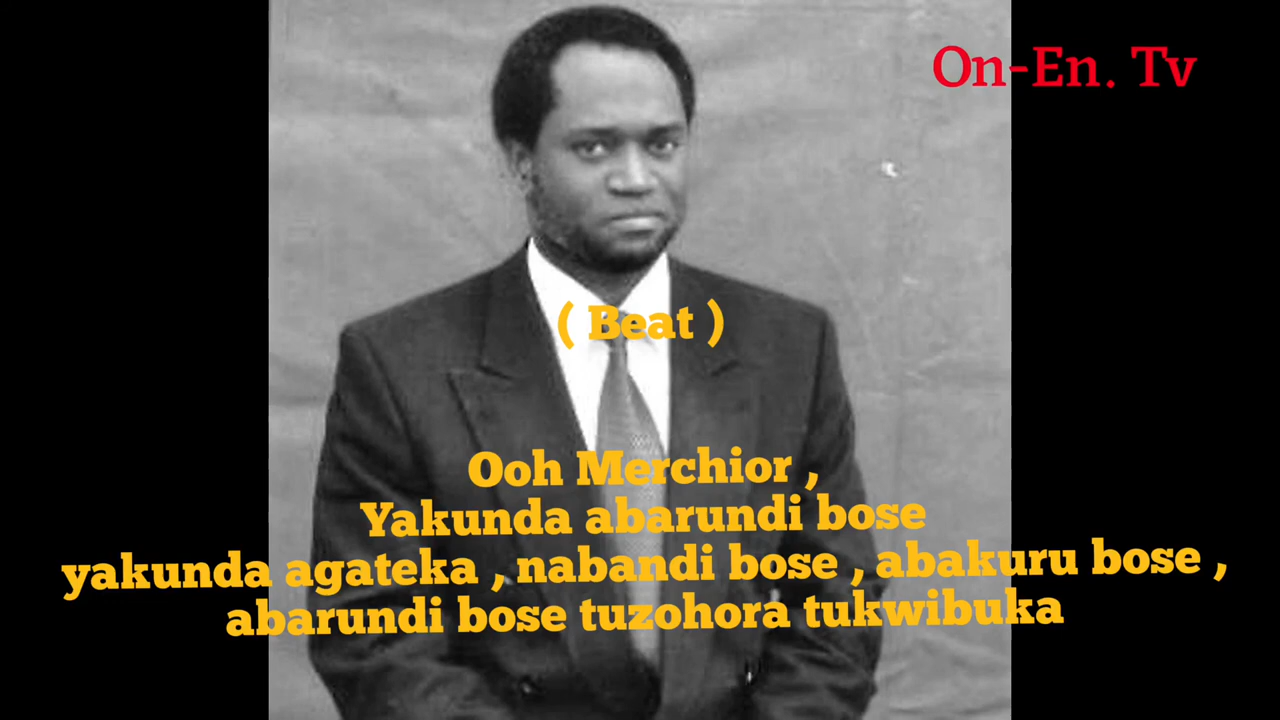 On-En. Tv
( Beat )
Ooh Merchior ,
Yakunda abarundi bose
yakunda agateka , nabandi bose , abakuru bose ,
abarundi bose tuzohora tukwibuka